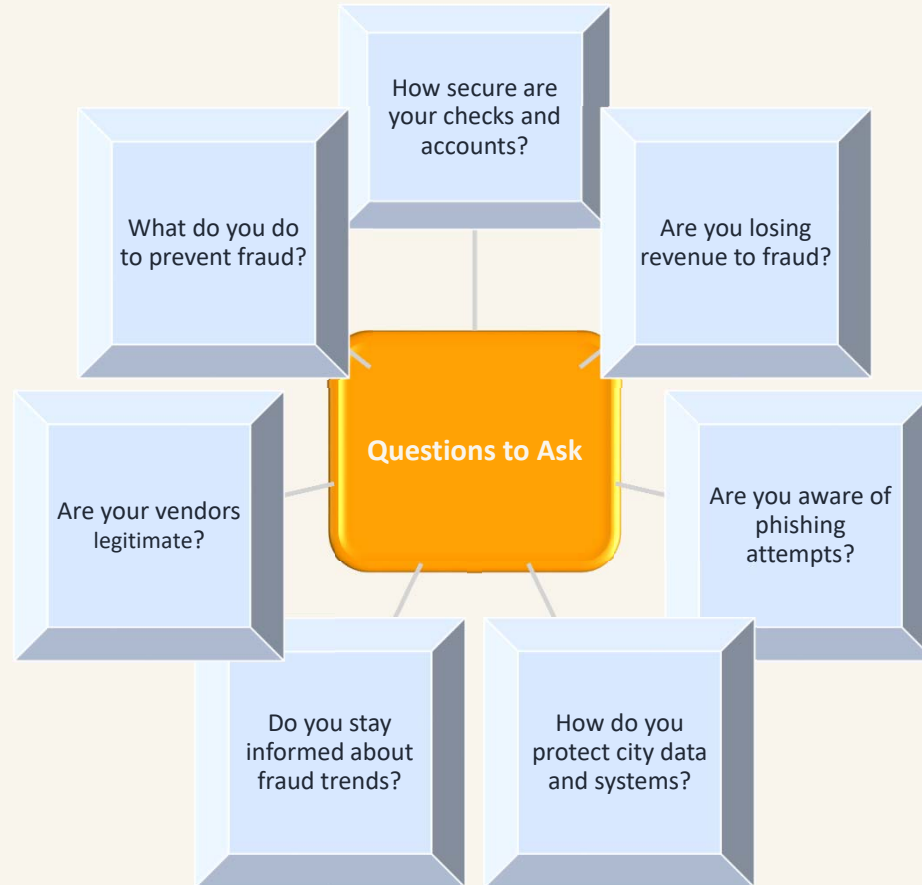 How secure are
your checks and
accounts?
What do you do
to prevent fraud?
Are you losing
revenue to fraud?
Questions to Ask
Are your vendors
legitimate?
Are you aware of
phishing
attempts?
Do you stay
informed about
fraud trends?
How do you
protect city data
and systems?